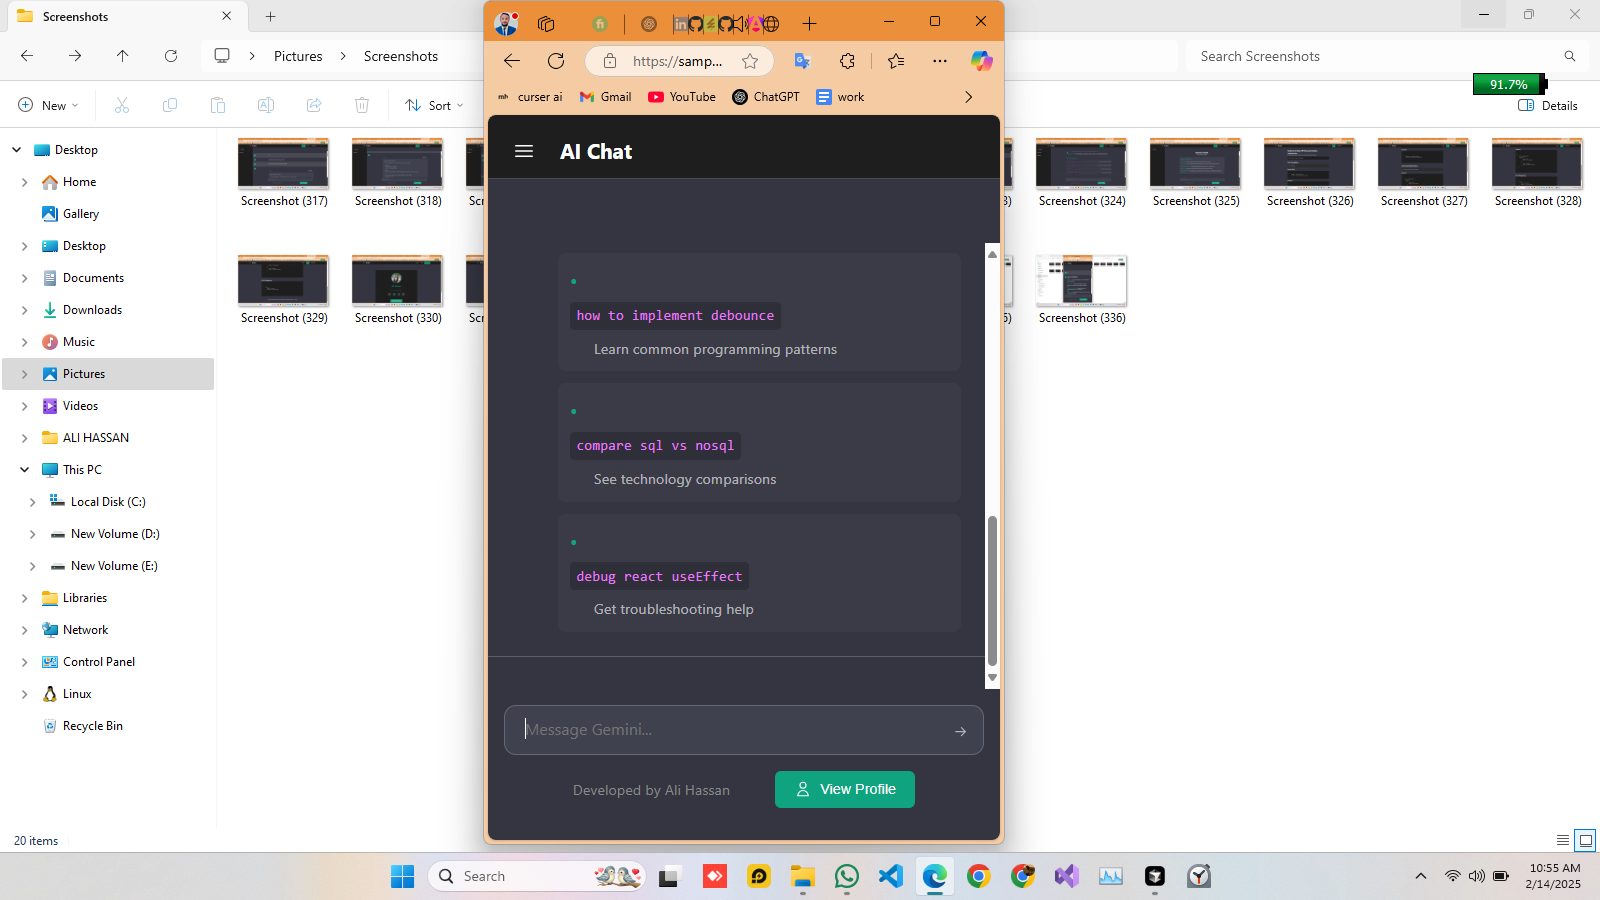 Screenshots
Pictures
Screenshots
Search Screenshots
91.7%
New
Sort
Details
Desktop
Home
Gallery
Desktop
Documents
Downloads
Music
Pictures
Videos
ALI HASSAN
This PC
Local Disk (C:)
New Volume (D:)
New Volume (E:)
Libraries
Network
Control Panel
Linux
Recycle Bin
20 items
Screenshot (317)
Screenshot (318)
Screenshot (324)
Screenshot (325)
Screenshot (326)
Screenshot (327)
Screenshot (328)
Screenshot (329)
Screenshot (330)
Screenshot (336)
https://samp...
curser ai
Gmail
YouTube
ChatGPT
work
AI Chat
how to implement debounce
Learn common programming patterns
compare sql vs nosql
See technology comparisons
debug react useEffect
Get troubleshooting help
Message Gemini...
Developed by Ali Hassan
View Profile
Search
10:55 AM
2/14/2025